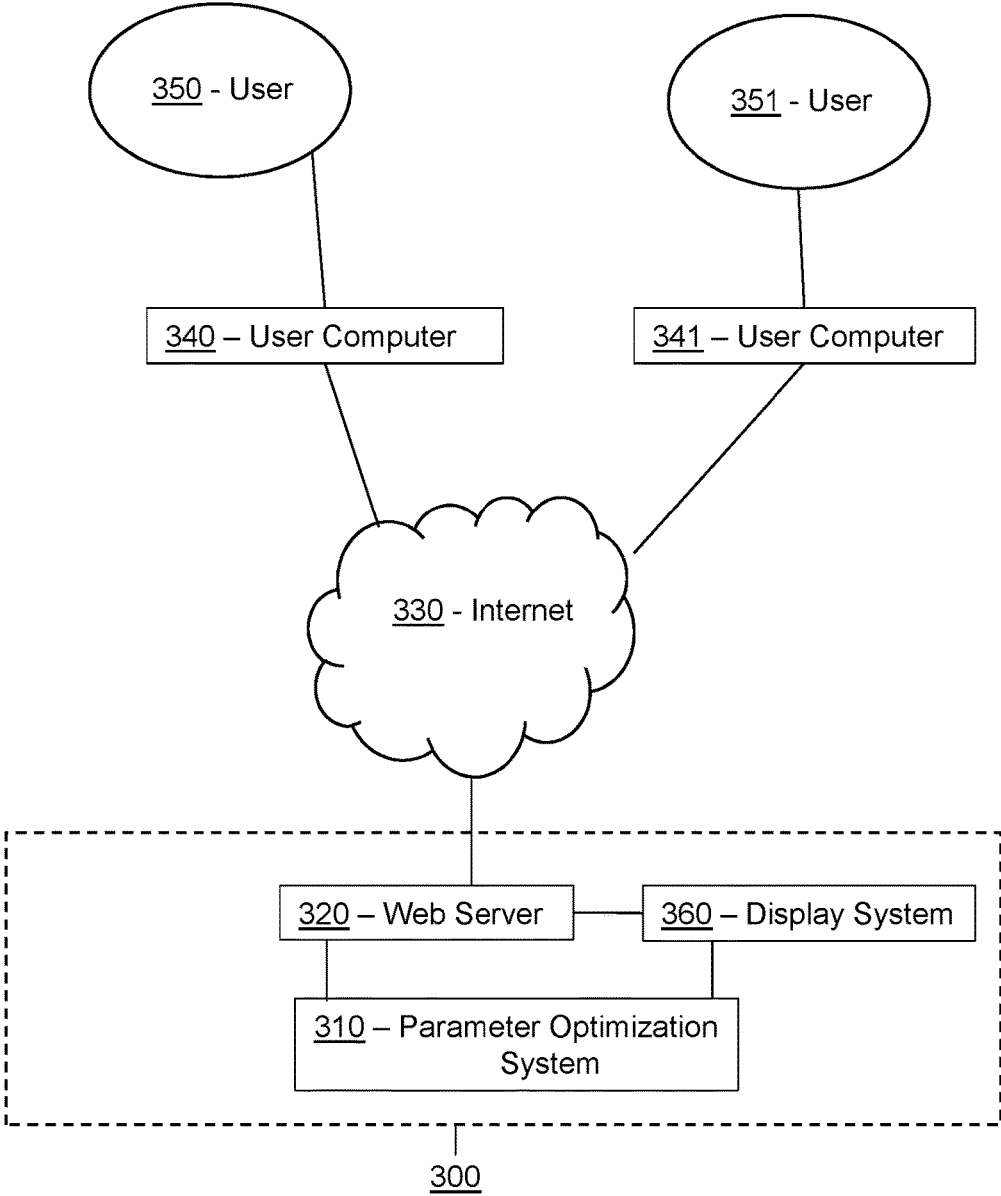 350 - User
351 - User
340 – User Computer
341 – User Computer
330 - Internet
320 – Web Server
360 – Display System
310 – Parameter Optimization
System
300